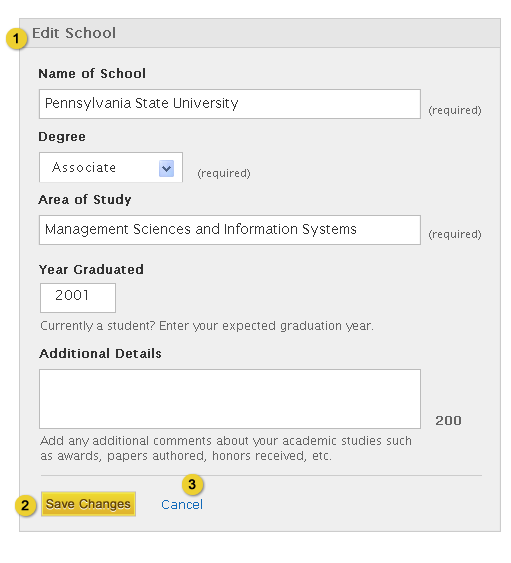 1
Edit School
Name of School
Pennsylvania State University
(required)
Degree
Associate
(required)
Area of Study
Management Sciences and Information Systems
(required)
Year Graduated
2001
Currently a student? Enter your expected graduation year.
Additional Details
200
Add any additional comments about your academic studies such
as awards, papers authored, honors received, etc.
3
2
Save Changes
Cancel